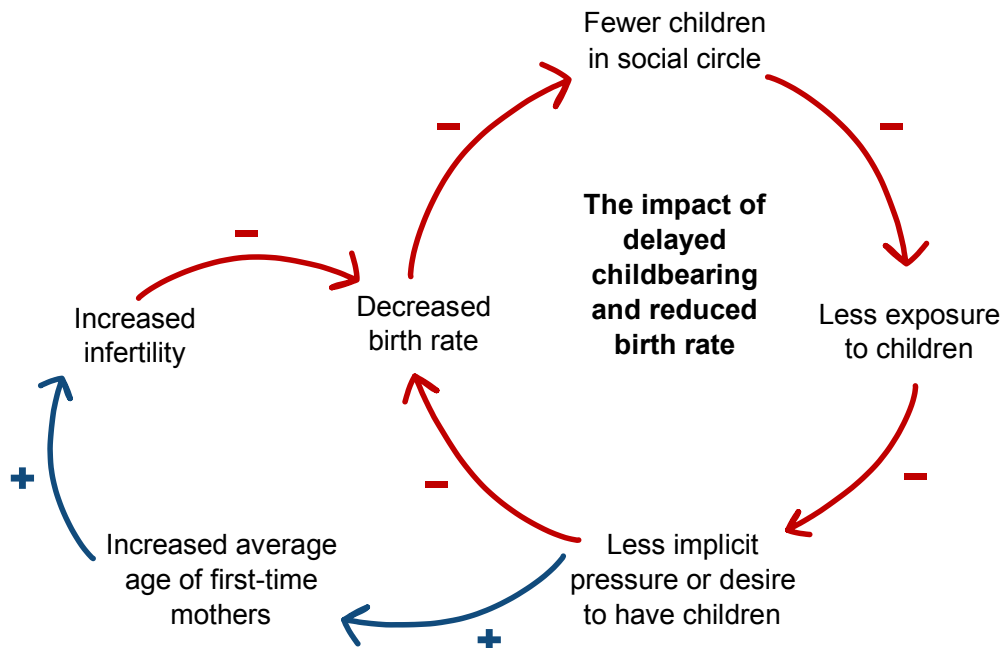 Fewer children
in social circle
−
−
The impact of
delayed
childbearing
and reduced
birth rate
−
Increased
infertility
Decreased
birth rate
Less exposure
to children
+
−
−
Increased average
age of first-time
mothers
Less implicit
pressure or desire
to have children
+